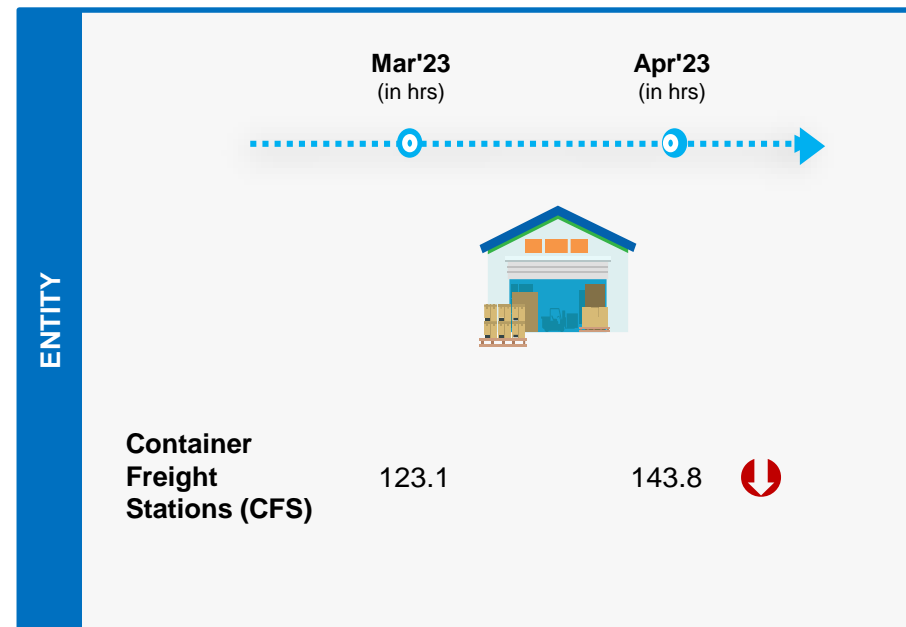 Mar'23
(in hrs)
Apr'23
(in hrs)
ENTITY
Container
Freight
Stations (CFS)
123.1
143.8